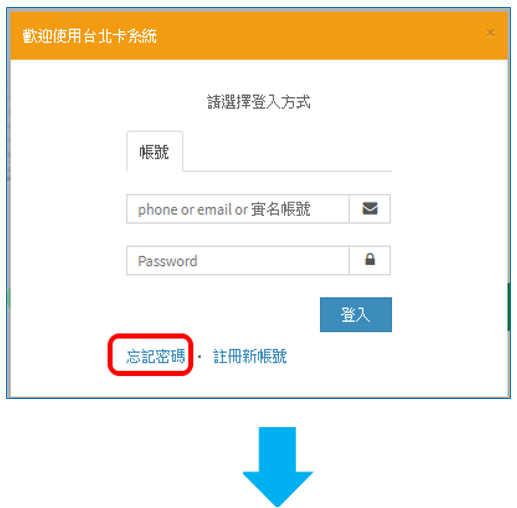 歡迎使用台北卡系統 ×
請選擇登入方式
帳號
phone or email or 實名帳號
Password
登入
忘記密碼 · 註冊新帳號